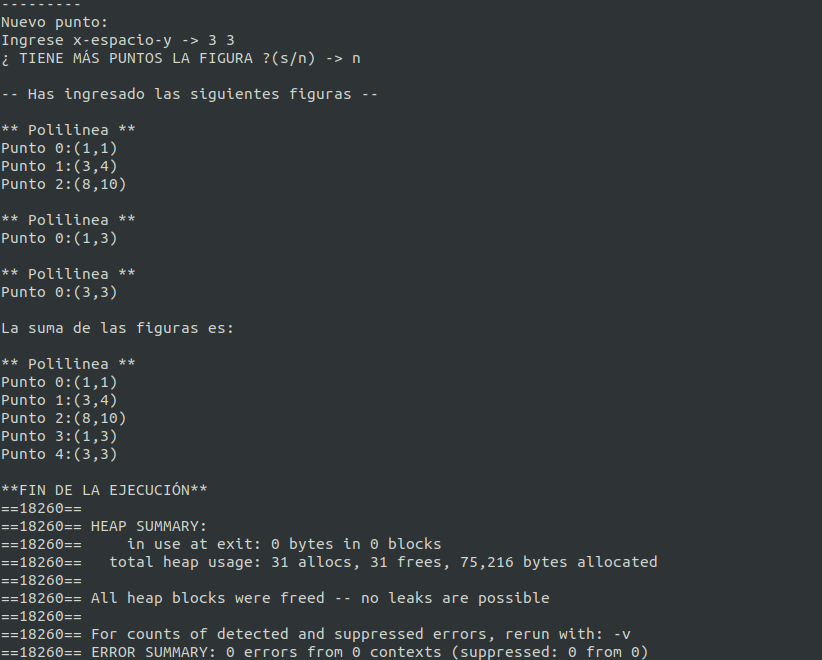 ---------
Nuevo punto:
Ingrese x-espacio-y -> 3 3
¿ TIENE MÁS PUNTOS LA FIGURA ?(s/n) -> n
-- Has ingresado las siguientes figuras --
** Polilinea **
Punto 0:(1,1)
Punto 1:(3,4)
Punto 2:(8,10)
** Polilinea **
Punto 0:(1,3)
** Polilinea **
Punto 0:(3,3)
La suma de las figuras es:
** Polilinea **
Punto 0:(1,1)
Punto 1:(3,4)
Punto 2:(8,10)
Punto 3:(1,3)
Punto 4:(3,3)
**FIN DE LA EJECUCIÓN**
==18260==
==18260== HEAP SUMMARY:
==18260==     in use at exit: 0 bytes in 0 blocks
==18260==   total heap usage: 31 allocs, 31 frees, 75,216 bytes allocated
==18260==
==18260== All heap blocks were freed -- no leaks are possible
==18260==
==18260== For counts of detected and suppressed errors, rerun with: -v
==18260== ERROR SUMMARY: 0 errors from 0 contexts (suppressed: 0 from 0)